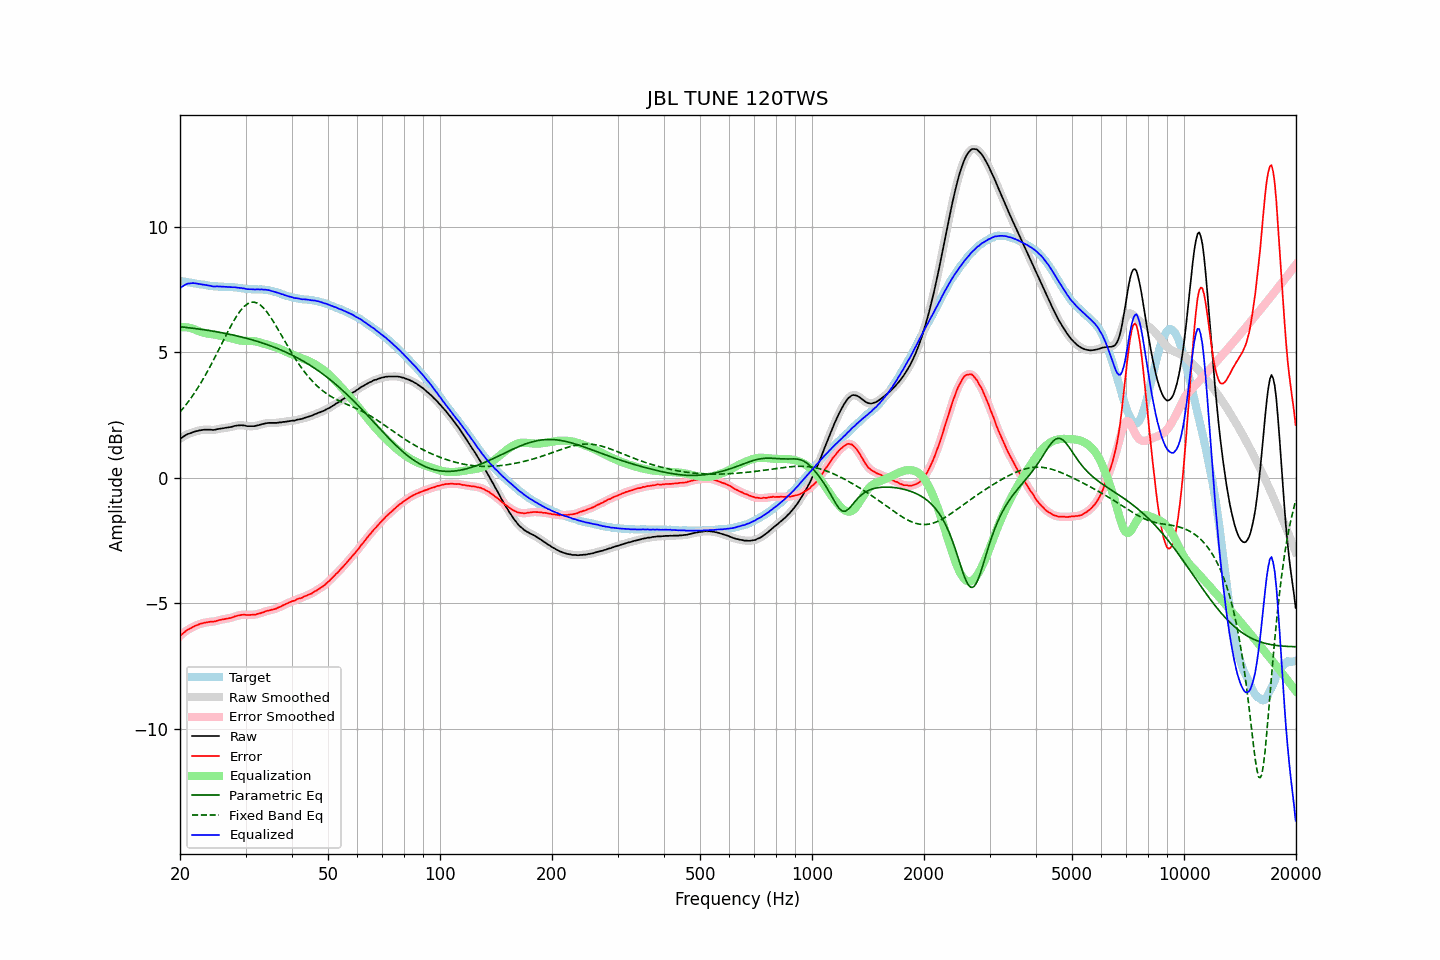 JBL TUNE 120TWS
Amplitude (dBr)
10
5
0
−5
−10
Target
Raw Smoothed
Error Smoothed
Raw
Error
Equalization
Parametric Eq
Fixed Band Eq
Equalized
20 50 100 200 500 1000 2000 5000 10000 20000
Frequency (Hz)